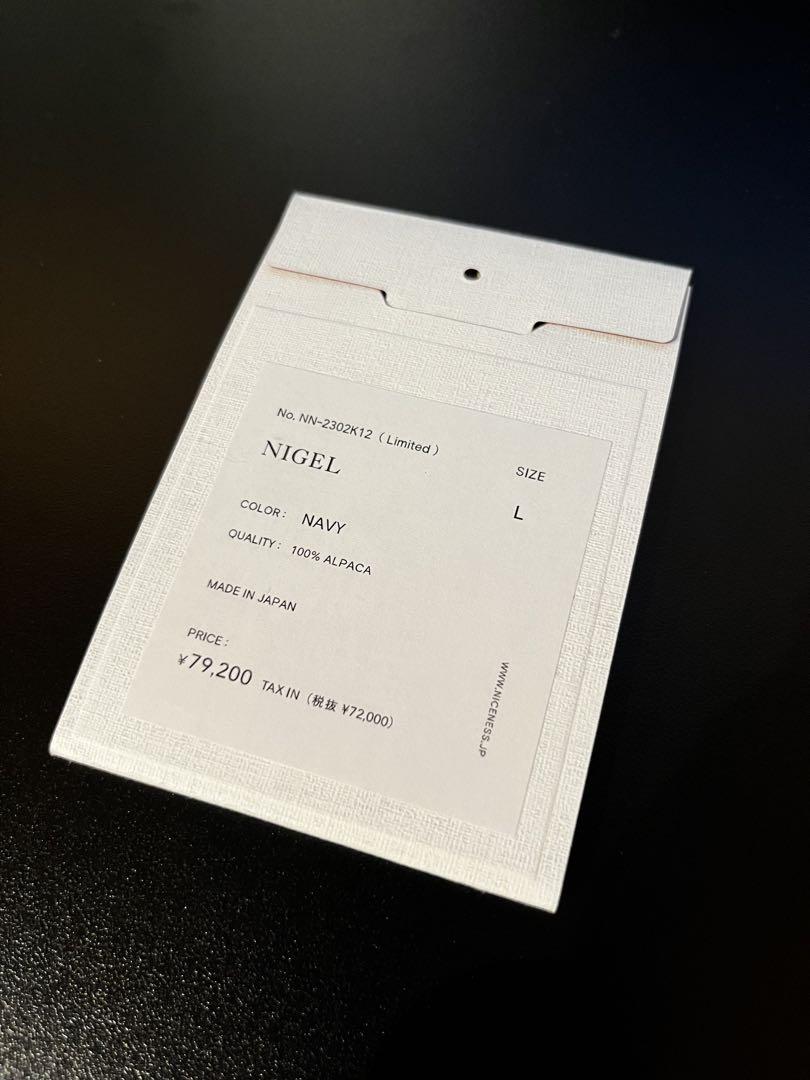 No. NN-2302K12 ( Limited )
NIGEL
SIZE
L
COLOR: NAVY
QUALITY: 100% ALPACA
MADE IN JAPAN
PRICE:
¥79,200 TAX IN (税抜 ¥72,000)
WWW.NICENESS.JP